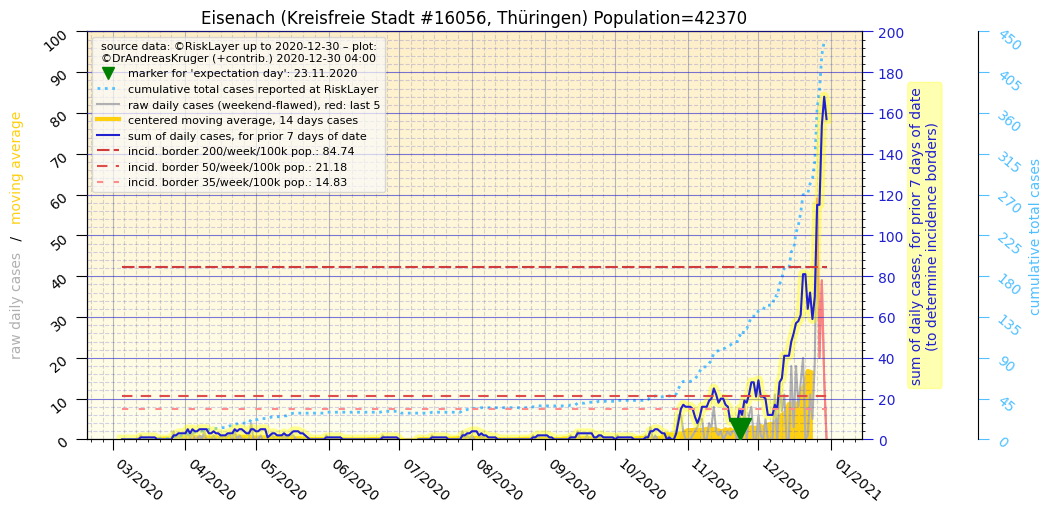 Eisenach (Kreisfreie Stadt #16056, Thüringen) Population=42370
source data: ©RiskLayer up to 2020-12-30 – plot:
©DrAndreasKruger (+contrib.) 2020-12-30 04:00
marker for 'expectation day': 23.11.2020
cumulative total cases reported at RiskLayer
raw daily cases (weekend-flawed), red: last 5
centered moving average, 14 days cases
sum of daily cases, for prior 7 days of date
incid. border 200/week/100k pop.: 84.74
incid. border 50/week/100k pop.: 21.18
incid. border 35/week/100k pop.: 14.83
raw daily cases / moving average
100
90
80
70
60
50
40
30
20
10
0
03/2020
04/2020
05/2020
06/2020
07/2020
08/2020
09/2020
10/2020
11/2020
12/2020
01/2021
200
180
160
140
120
100
80
60
40
20
0
sum of daily cases, for prior 7 days of date
(to determine incidence borders)
450
405
360
315
270
225
180
135
90
45
0
cumulative total cases